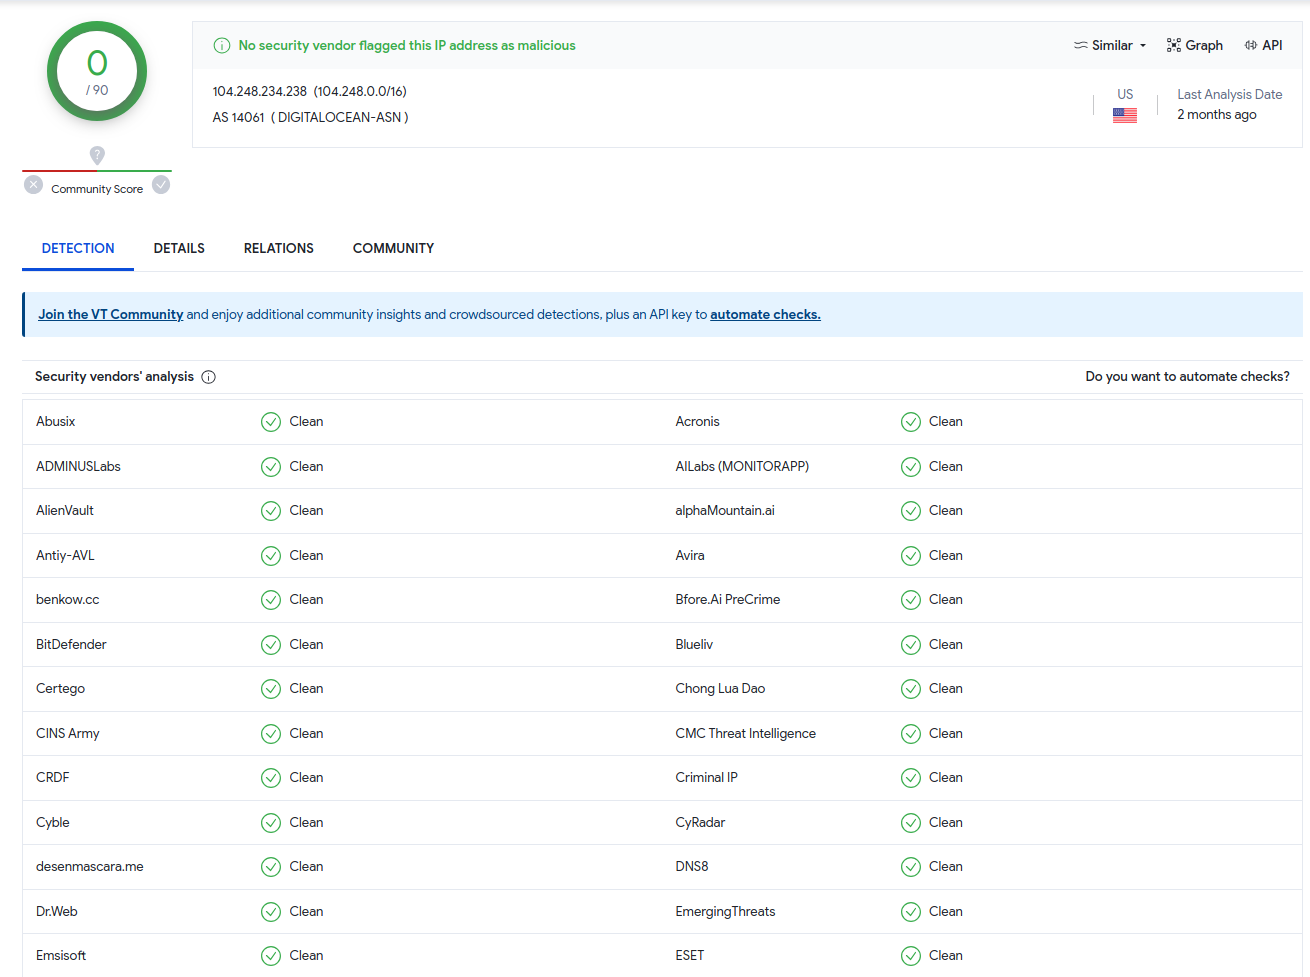 0
/ 90
Community Score
No security vendor flagged this IP address as malicious
Similar
Graph
API
104.248.234.238 (104.248.0.0/16)
AS 14061 ( DIGITALOCEAN-ASN )
US
Last Analysis Date
2 months ago
DETECTION DETAILS RELATIONS COMMUNITY
Join the VT Community and enjoy additional community insights and crowdsourced detections, plus an API key to automate checks.
Security vendors' analysis
Do you want to automate checks?
Abusix Clean Acronis Clean
ADMINUSLabs Clean AILabs (MONITORAPP) Clean
AlienVault Clean alphaMountain.ai Clean
Antiy-AVL Clean Avira Clean
benkow.cc Clean Bfore.Ai PreCrime Clean
BitDefender Clean Blueliv Clean
Certego Clean Chong Lua Dao Clean
CINS Army Clean CMC Threat Intelligence Clean
CRDF Clean Criminal IP Clean
Cyble Clean CyRadar Clean
desenmascara.me Clean DNS8 Clean
Dr.Web Clean EmergingThreats Clean
Emsisoft Clean ESET Clean